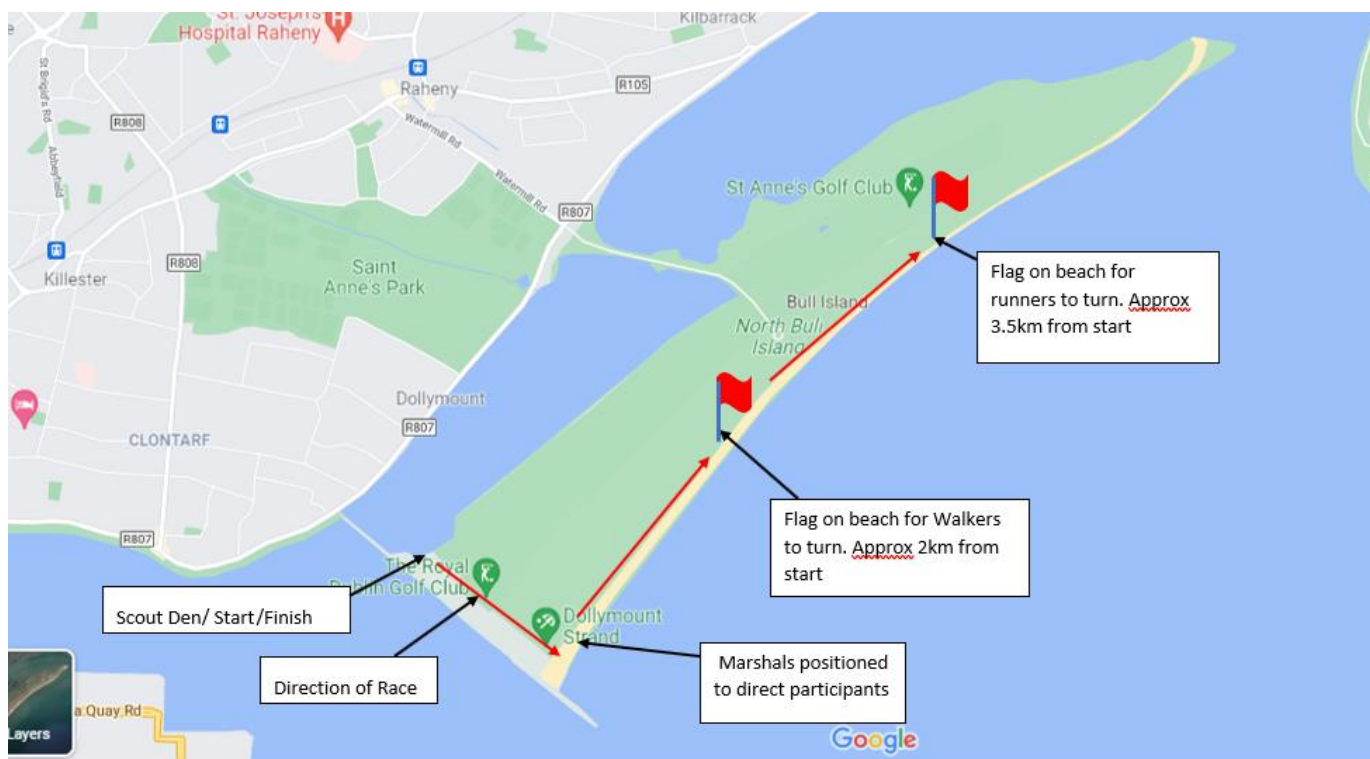 St. Joseph's
Hospital Raheny
H
Kilbarrack
St Brigid's Rd
R808
Raheny
R105
Watermill Rd
Abbeyfield
Watermill Rd
St Anne's Golf Club
R807
Killester
R808
Saint
Anne's Park
Flag on beach for
runners to turn. Approx
3.5km from start
Bull Island
North Bull
Island
Dollymount
R807
CLONTARF
Flag on beach for Walkers
to turn. Approx 2km from
start
R807
The Royal
Dublin Golf Club
Scout Den/ Start/Finish
Dollymount
Strand
Direction of Race
Marshals positioned
to direct participants
a Quay Rd
Layers
Google